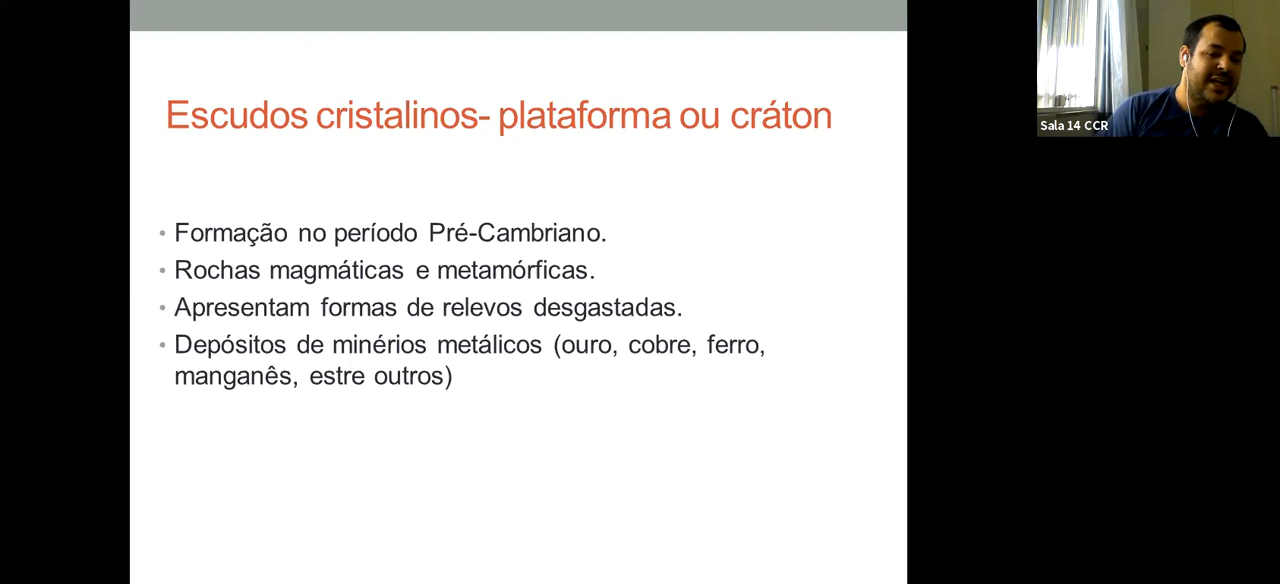 Escudos cristalinos- plataforma ou cráton
Sala 14 CCR
• Formação no período Pré-Cambriano.
• Rochas magmáticas e metamórficas.
• Apresentam formas de relevos desgastadas.
• Depósitos de minérios metálicos (ouro, cobre, ferro,
manganês, estre outros)